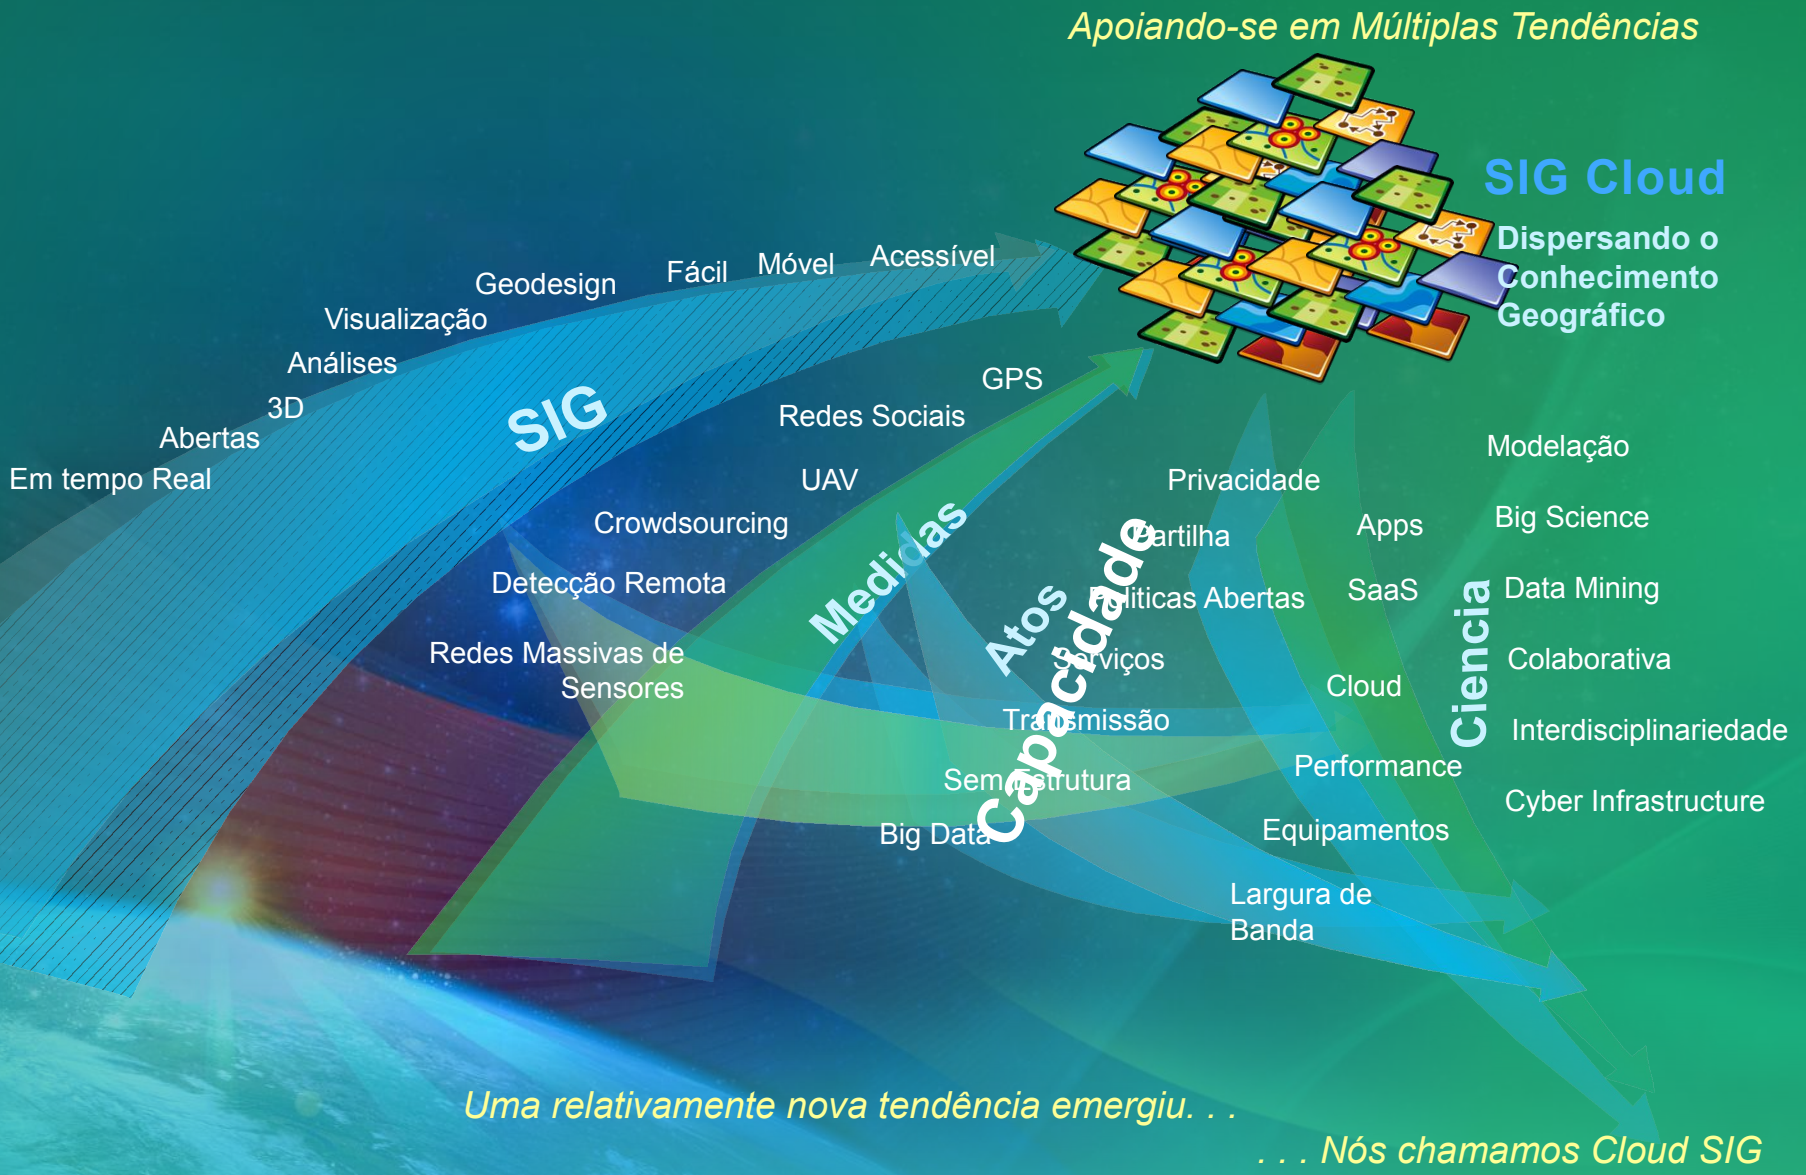 Apoiando-se em Múltiplas Tendências
SIG Cloud
Dispersando o
Conhecimento
Geográfico
Acessível
Móvel
Fácil
Geodesign
Visualização
Análises
3D
Abertas
Em tempo Real
SIG
GPS
Redes Sociais
UAV
Crowdsourcing
Detecção Remota
Redes Massivas de
Sensores
Medidas
Privacidade
Partilha
Politicas Abertas
Serviços
Transmissão
Sem Estrutura
Big Data
Atos
Capacidade
Apps
SaaS
Cloud
Performance
Equipamentos
Largura de
Banda
Ciencia
Modelação
Big Science
Data Mining
Colaborativa
Interdisciplinariedade
Cyber Infrastructure
Uma relativamente nova tendência emergiu. . .
. . . Nós chamamos Cloud SIG